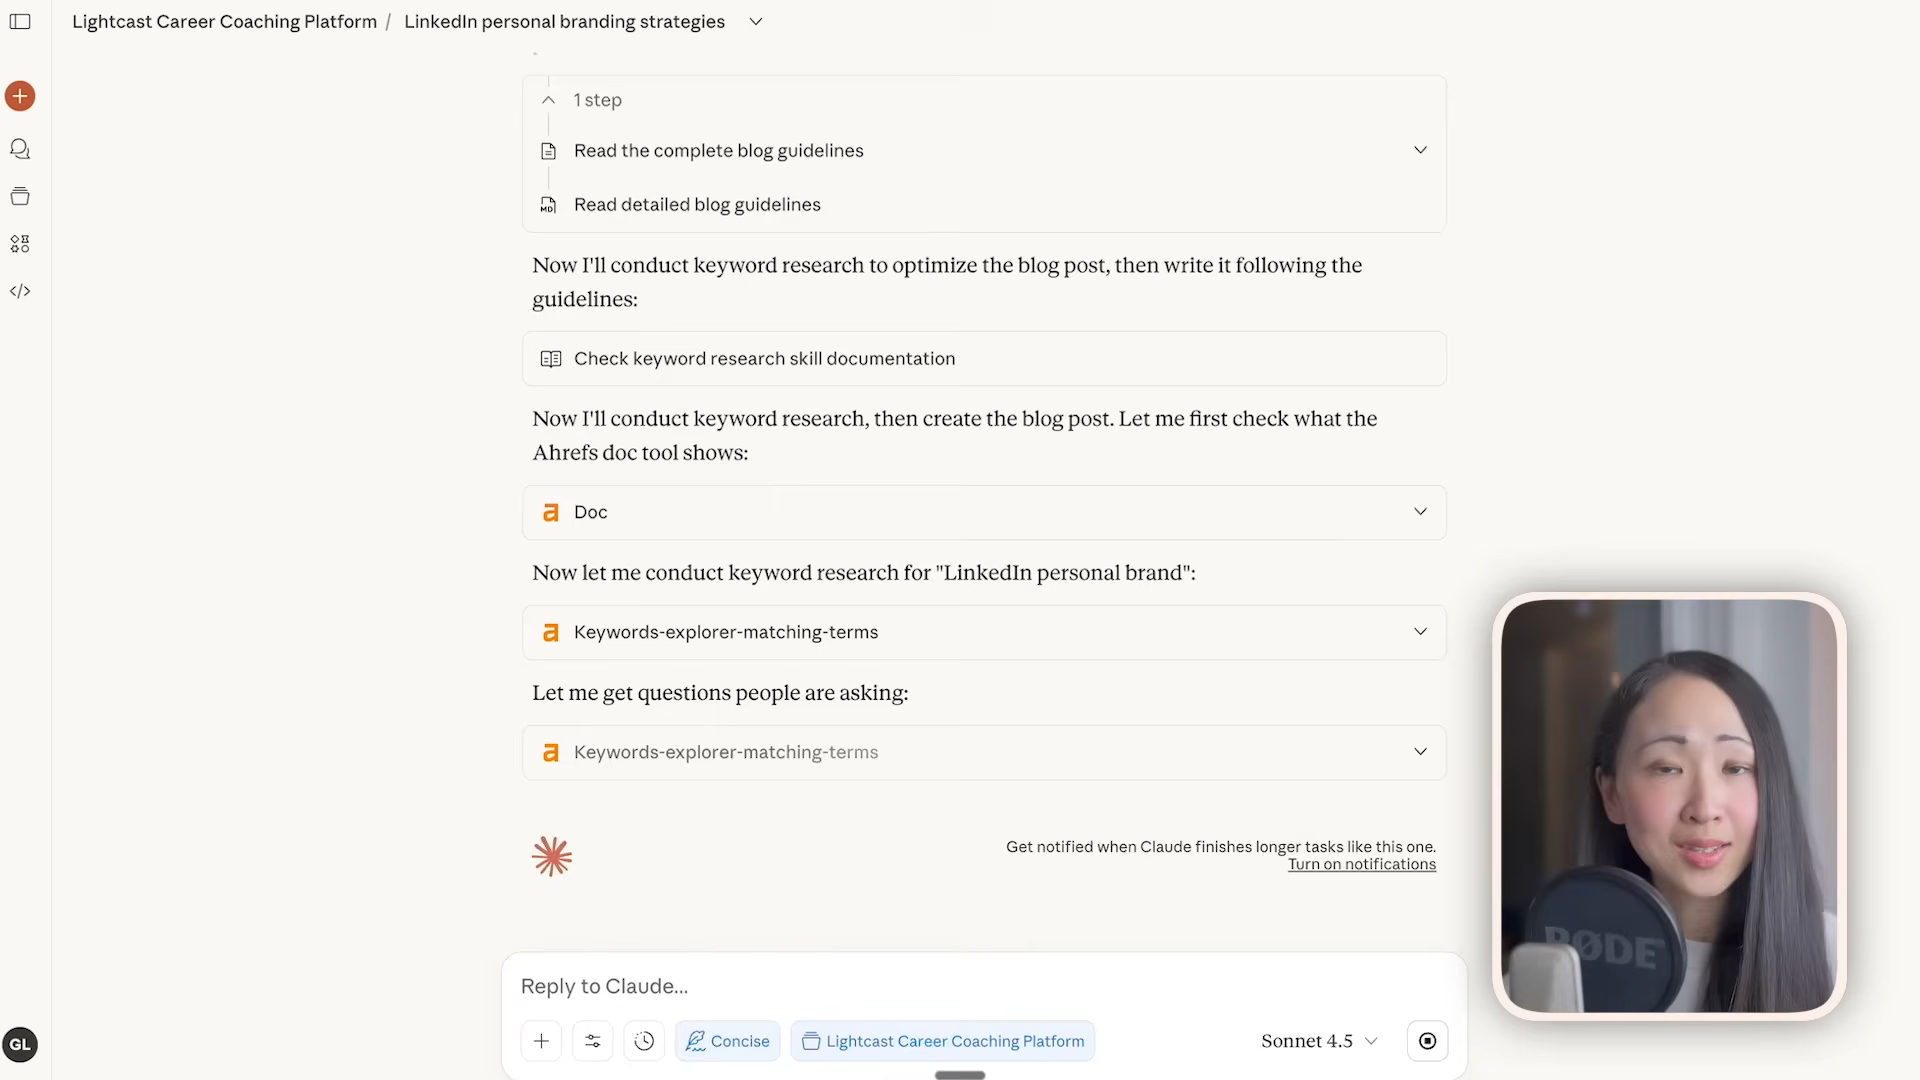 Lightcast Career Coaching Platform / LinkedIn personal branding strategies
1 step
Read the complete blog guidelines
MD Read detailed blog guidelines
Now I'll conduct keyword research to optimize the blog post, then write it following the
guidelines:
Check keyword research skill documentation
Now I'll conduct keyword research, then create the blog post. Let me first check what the
Ahrefs doc tool shows:
a Doc
Now let me conduct keyword research for "LinkedIn personal brand":
a Keywords-explorer-matching-terms
Let me get questions people are asking:
a Keywords-explorer-matching-terms
Get notified when Claude finishes longer tasks like this one.
Turn on notifications
RØDE
Reply to Claude...
Concise
Lightcast Career Coaching Platform
Sonnet 4.5
GL